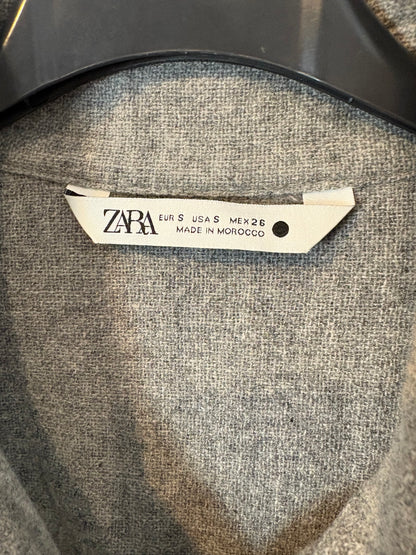 ZARA EUR S USA S MEX 26
MADE IN MOROCCO